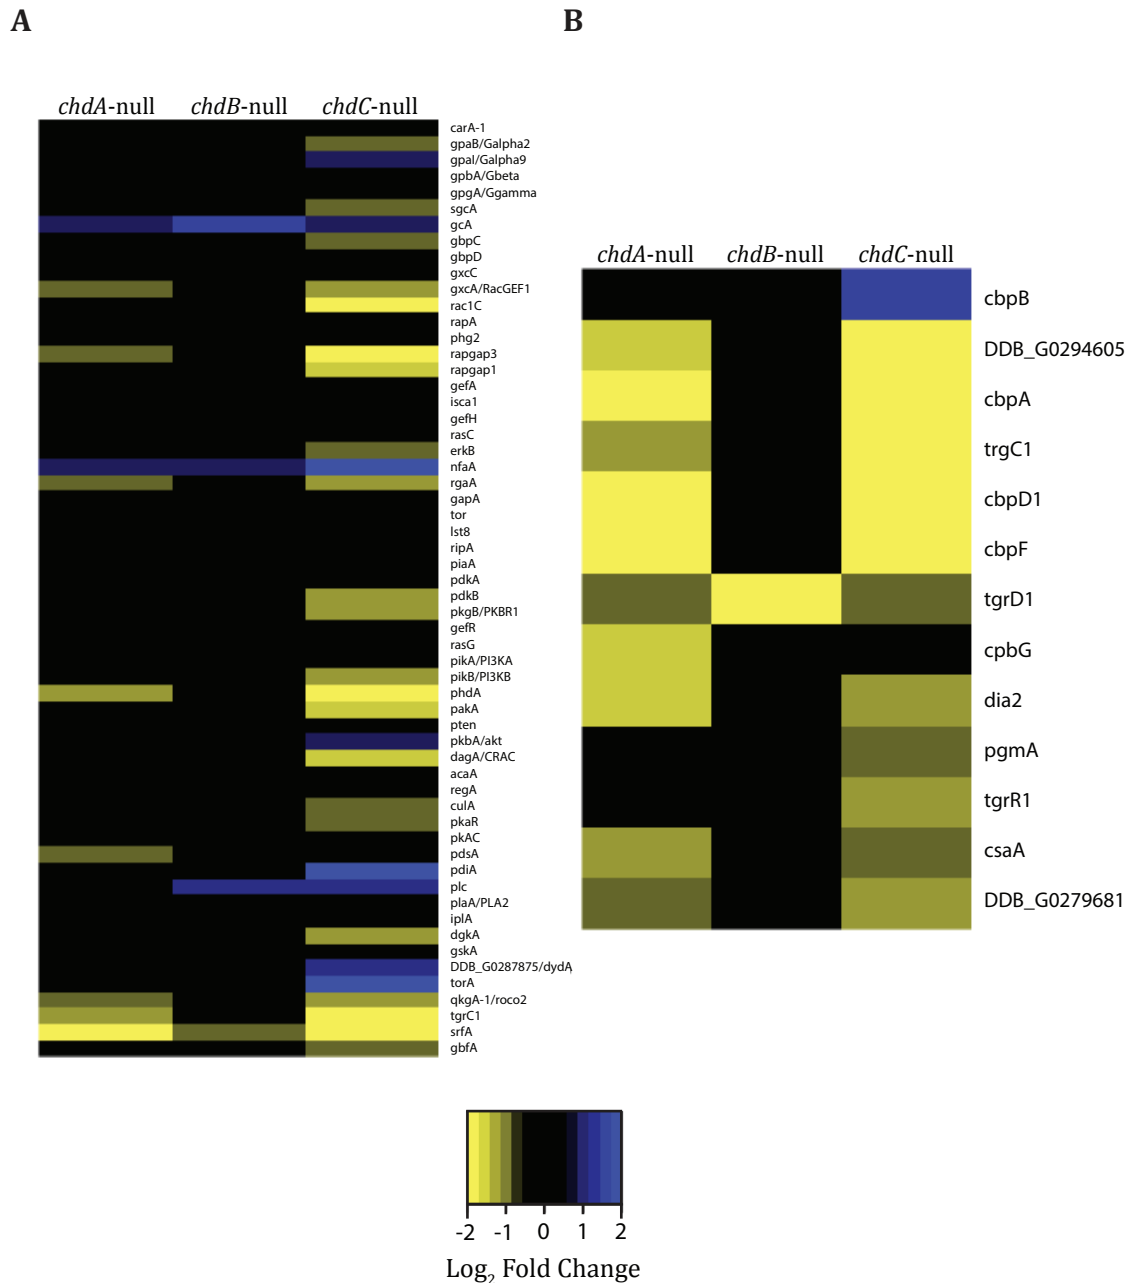 A
B
chdA-null chdB-null chdC-null
carA-1
gpaB/Galpha2
gpaI/Galpha9
gpbA/Gbeta
gpgA/Ggamma
sgcA
gcA
gbpC
gbpD
gxcC
gxcA/RacGEF1
rac1C
rapA
phg2
rapgap3
rapgap1
gefA
isca1
gefH
rasC
erkB
nfaA
rgaA
gapA
tor
lst8
ripA
piaA
pdkA
pdkB
pkgB/PKBR1
gefR
rasG
pikA/PI3KA
pikB/PI3KB
phdA
pakA
pten
pkbA/akt
dagA/CRAC
acaA
regA
culA
pkaR
pkAC
pdsA
pdiA
plc
plaA/PLA2
iplA
dgkA
gskA
DDB_G0287875/dydA
torA
qkgA-1/roco2
tgrC1
srfA
gbfA
chdA-null chdB-null chdC-null
cbpB
DDB_G0294605
cbpA
trgC1
cbpD1
cbpF
tgrD1
cpbG
dia2
pgmA
tgrR1
csaA
DDB_G0279681
-2 -1 0 1 2
Log2 Fold Change